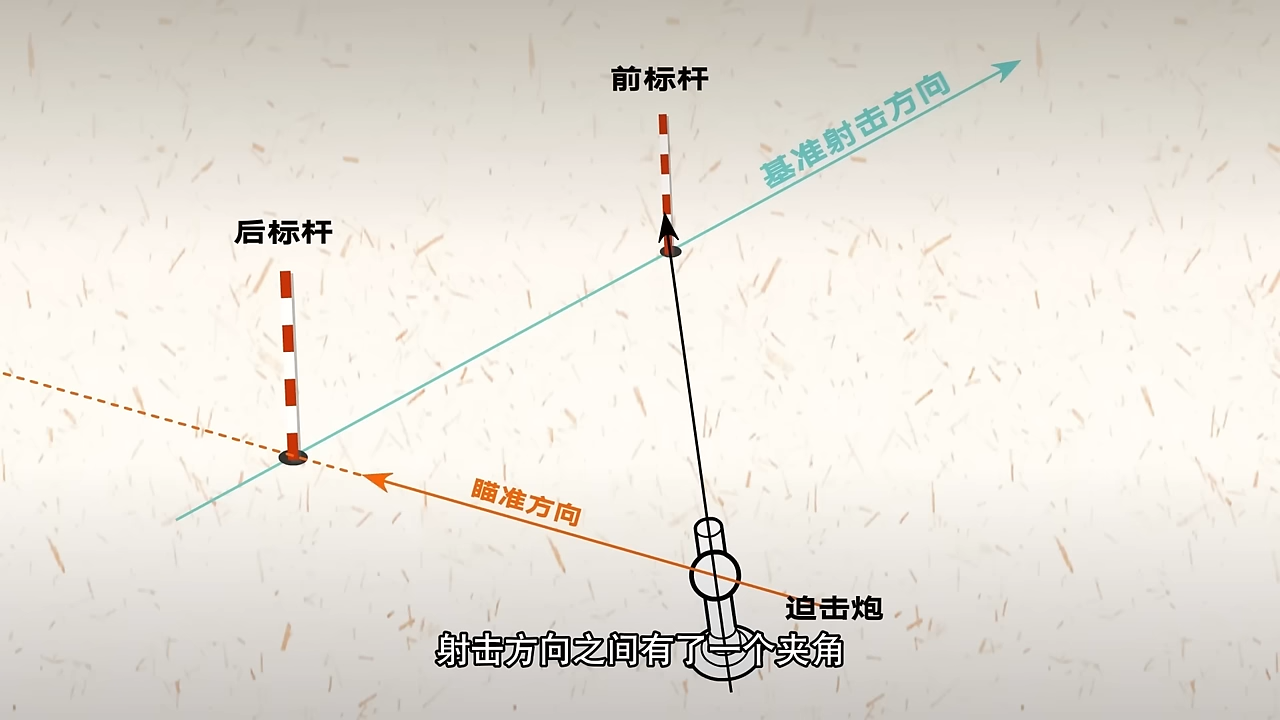 前标杆
基准射击方向
后标杆
瞄准方向
迫击炮
射击方向之间有了一个夹角